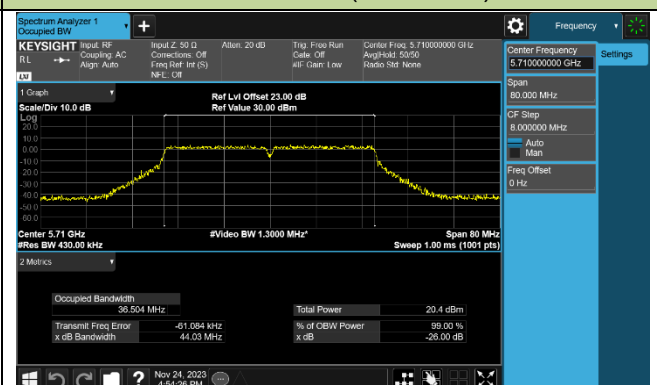 Spectrum Analyzer 1
Occupied BW
+
Frequency
KEYSIGHT
RL
LXI
Input: RF
Coupling: AC
Align: Auto
Input Z: 50 Ω
Corrections: Off
Freq Ref: Int (S)
NFE: Off
Atten: 20 dB
Trig: Free Run
Gate: Off
#IF Gain: Low
Center Freq: 5.710000000 GHz
Avg|Hold: 50/50
Radio Std: None
Center Frequency
5.710000000 GHz
Settings
Span
80.000 MHz
CF Step
8.000000 MHz
Auto
Man
Freq Offset
0 Hz
1 Graph
Scale/Div 10.0 dB
Ref Lvl Offset 23.00 dB
Ref Value 30.00 dBm
Log
20.0
10.0
0.00
-10.0
-20.0
-30.0
-40.0
-50.0
-60.0
Center 5.71 GHz
#Res BW 430.00 kHz
#Video BW 1.3000 MHz*
Span 80 MHz
Sweep 1.00 ms (1001 pts)
2 Metrics
Occupied Bandwidth
36.504 MHz
Total Power 20.4 dBm
Transmit Freq Error -61.084 kHz
% of OBW Power 99.00 %
x dB Bandwidth 44.03 MHz
x dB -26.00 dB
?
Nov 24, 2023
4:54:26 PM